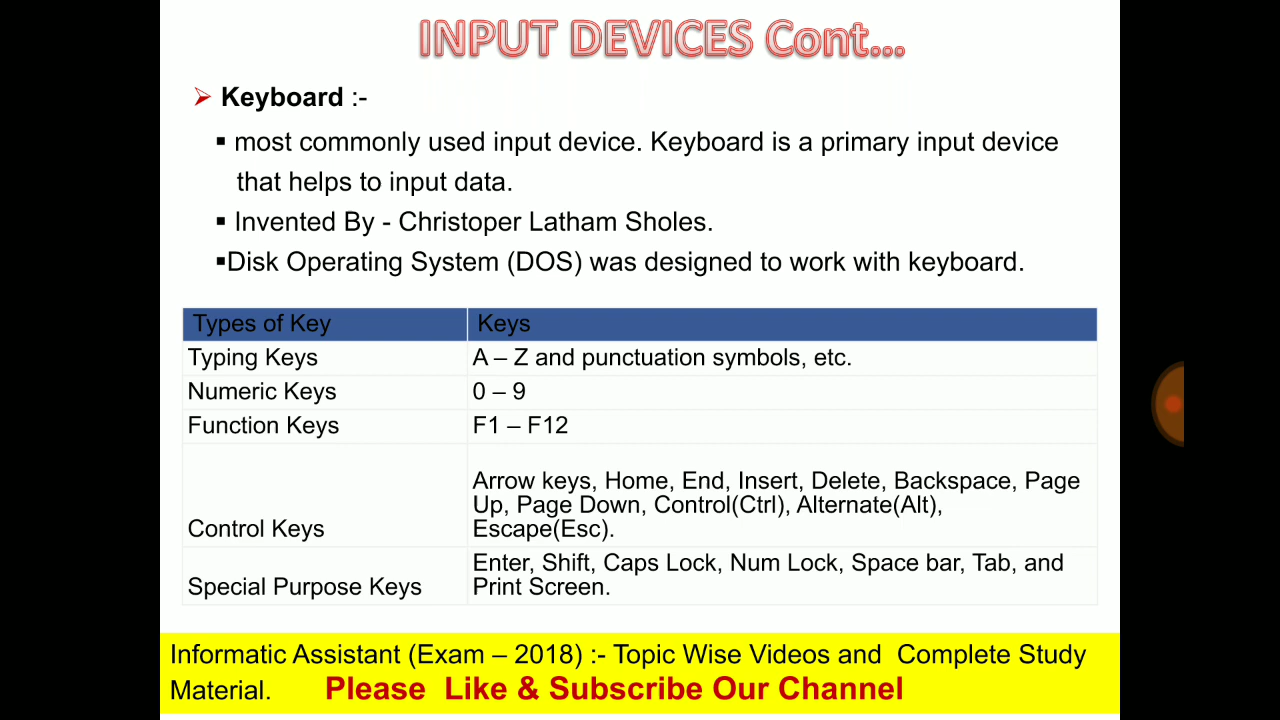 INPUT DEVICES Cont...
➢ Keyboard :-
▪ most commonly used input device. Keyboard is a primary input device
that helps to input data.
▪ Invented By - Christoper Latham Sholes.
▪Disk Operating System (DOS) was designed to work with keyboard.
Types of Key Keys
Typing Keys A – Z and punctuation symbols, etc.
Numeric Keys 0 – 9
Function Keys F1 – F12
Control Keys Arrow keys, Home, End, Insert, Delete, Backspace, Page
Up, Page Down, Control(Ctrl), Alternate(Alt),
Escape(Esc).
Special Purpose Keys Enter, Shift, Caps Lock, Num Lock, Space bar, Tab, and
Print Screen.
Informatic Assistant (Exam – 2018) :- Topic Wise Videos and Complete Study
Material. Please Like & Subscribe Our Channel